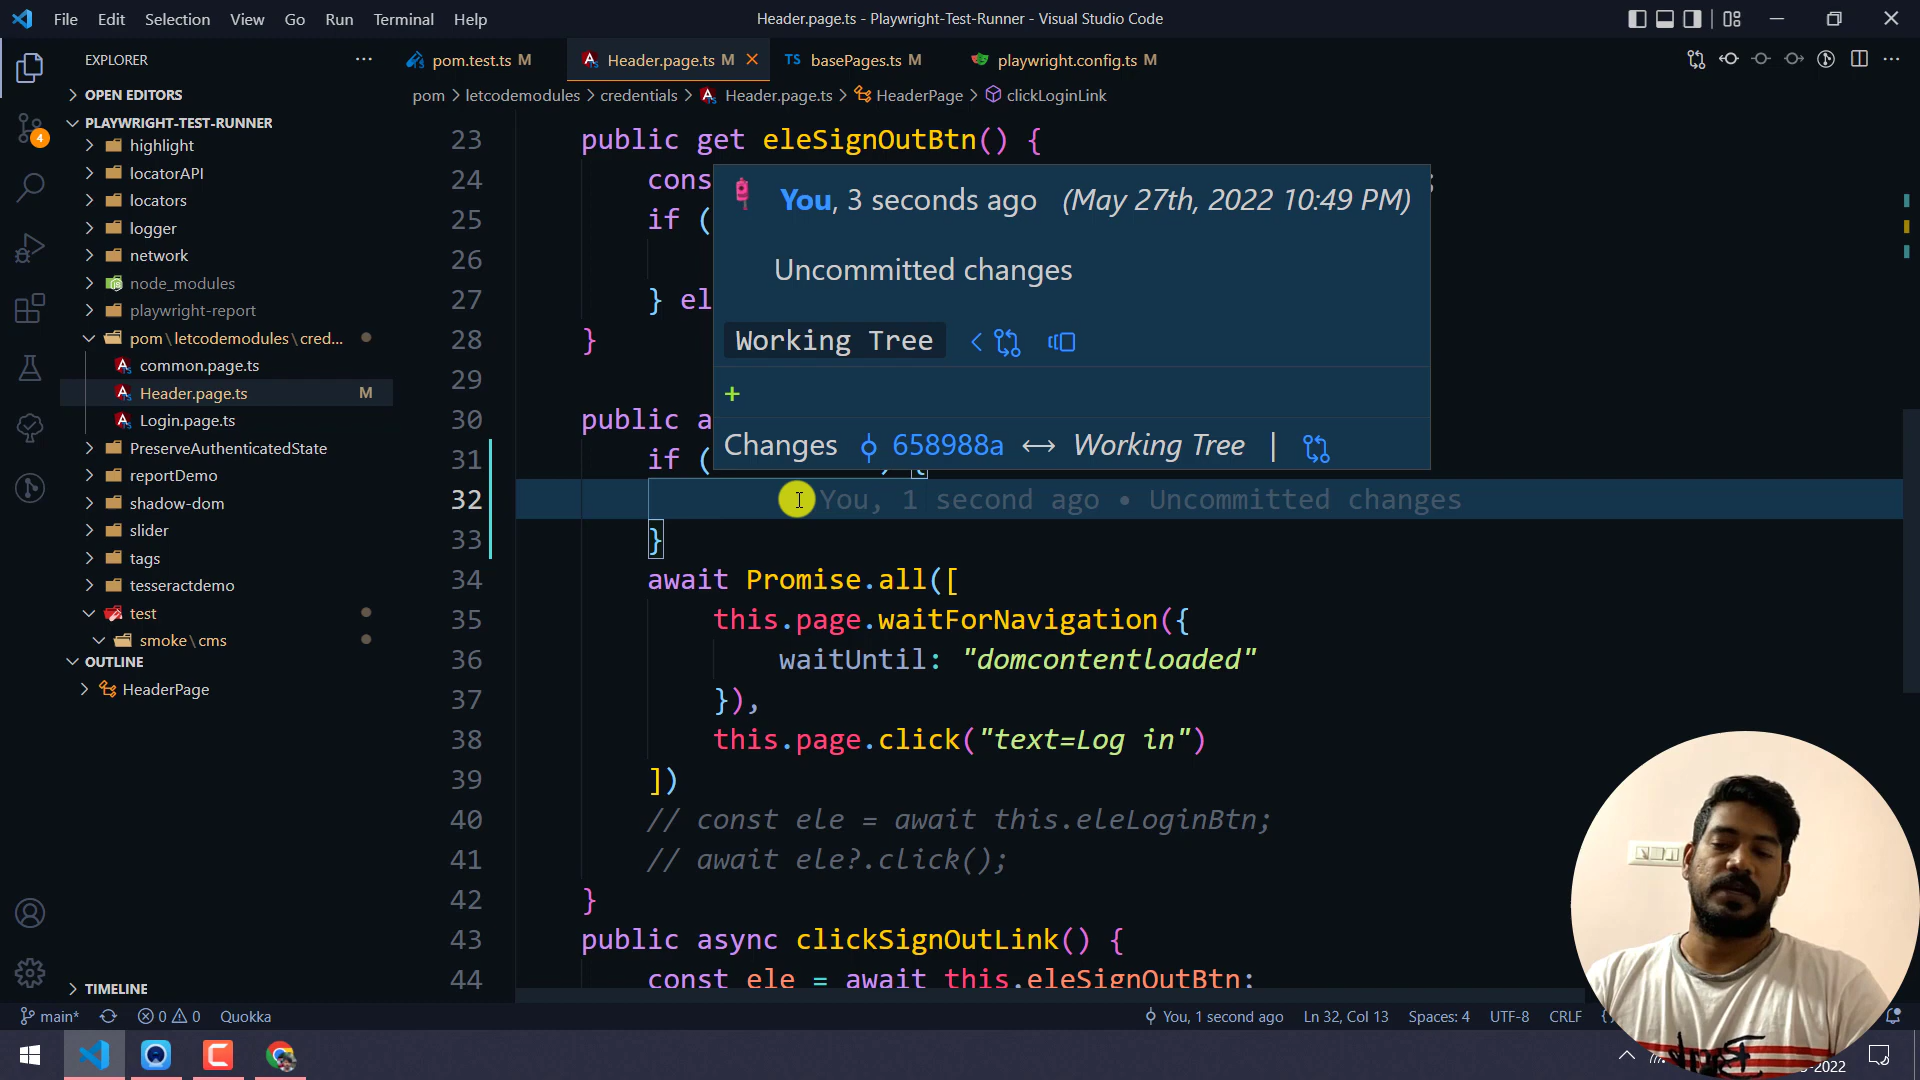 File Edit Selection View Go Run Terminal Help
Header.page.ts - Playwright-Test-Runner - Visual Studio Code
EXPLORER
OPEN EDITORS
PLAYWRIGHT-TEST-RUNNER
highlight
locatorAPI
locators
logger
network
node_modules
playwright-report
pom\letcodemodules\cred...
common.page.ts
Header.page.ts M
Login.page.ts
PreserveAuthenticatedState
reportDemo
shadow-dom
slider
tags
tesseractdemo
test
smoke\cms
OUTLINE
HeaderPage
TIMELINE
4
pom.test.ts M
Header.page.ts M
TS basePages.ts M
playwright.config.ts M
pom > letcodemodules > credentials > Header.page.ts > HeaderPage > clickLoginLink
23 public get eleSignOutBtn() {
24 cons
25 if (
26
27 } el
28 }
29
30 public a
31 if ( {
32 You, 1 second ago • Uncommitted changes
33 }
34 await Promise.all([
35 this.page.waitForNavigation({
36 waitUntil: "domcontentloaded"
37 }),
38 this.page.click("text=Log in")
39 ])
40 // const ele = await this.eleLoginBtn;
41 // await ele?.click();
42 }
43 public async clickSignOutLink() {
44 const ele = await this.eleSignOutBtn;
You, 3 seconds ago (May 27th, 2022 10:49 PM)
Uncommitted changes
Working Tree
+
Changes 658988a ↔ Working Tree |
main* 0 0 Quokka
You, 1 second ago Ln 32, Col 13 Spaces: 4 UTF-8 CRLF {
-2022